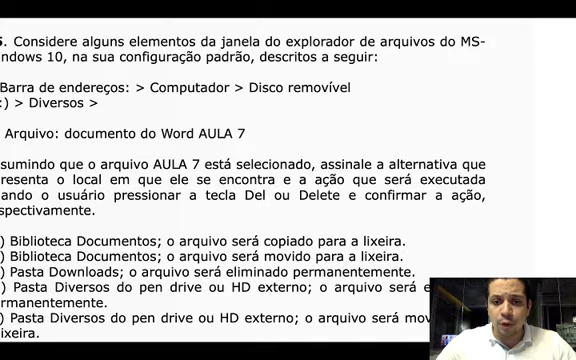 5. Considere alguns elementos da janela do explorador de arquivos do MS-
ndows 10, na sua configuração padrão, descritos a seguir:
Barra de endereços: > Computador > Disco removível
:) > Diversos >
Arquivo: documento do Word AULA 7
sumindo que o arquivo AULA 7 está selecionado, assinale a alternativa que
resenta o local em que ele se encontra e a ação que será executada
ando o usuário pressionar a tecla Del ou Delete e confirmar a ação,
spectivamente.
) Biblioteca Documentos; o arquivo será copiado para a lixeira.
) Biblioteca Documentos; o arquivo será movido para a lixeira.
) Pasta Downloads; o arquivo será eliminado permanentemente.
) Pasta Diversos do pen drive ou HD externo; o arquivo será e
rmanentemente.
) Pasta Diversos do pen drive ou HD externo; o arquivo será mov
ixeira.